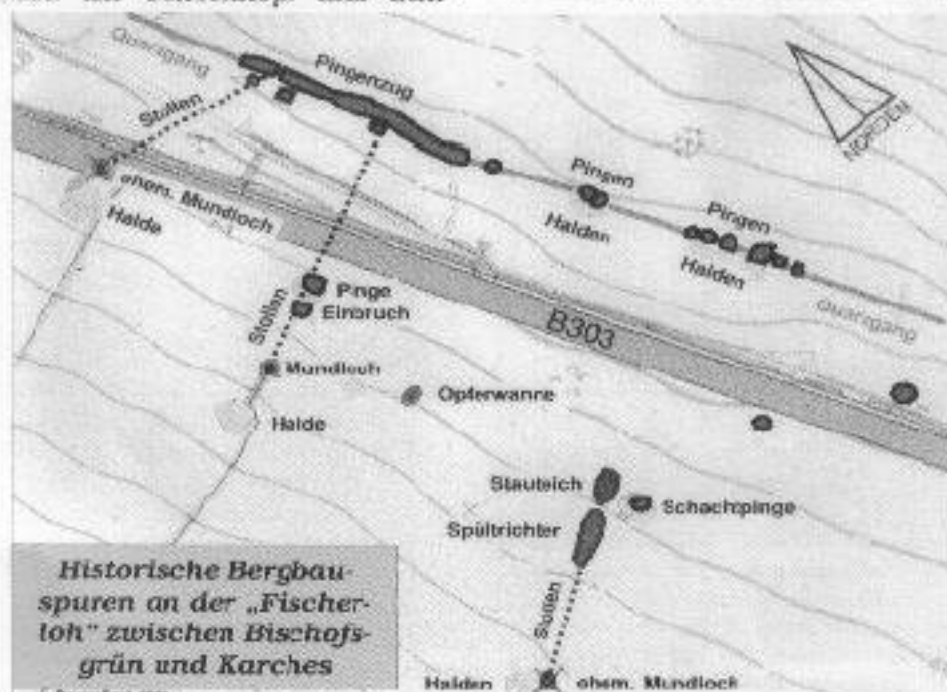 Quarzgang
Pingenzug
Stollen
NORDEN
ehem. Mundloch
Halde
Pingen
Halden
Pingen
Halden
Quarzgang
B303
Stollen
Pinge
Einbruch
Mundloch
Opferwanne
Halde
Stauteich
Schachtpinge
Spültrichter
Stollen
Halden
ehem. Mundloch
Historische Bergbau-
spuren an der „Fischer-
loh" zwischen Bischofs-
grün und Karches